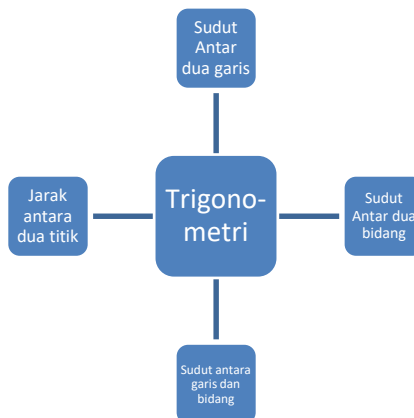 Sudut
Antar
dua garis
Jarak
antara
dua titik
Trigono-
metri
Sudut
Antar dua
bidang
Sudut antara
garis dan
bidang